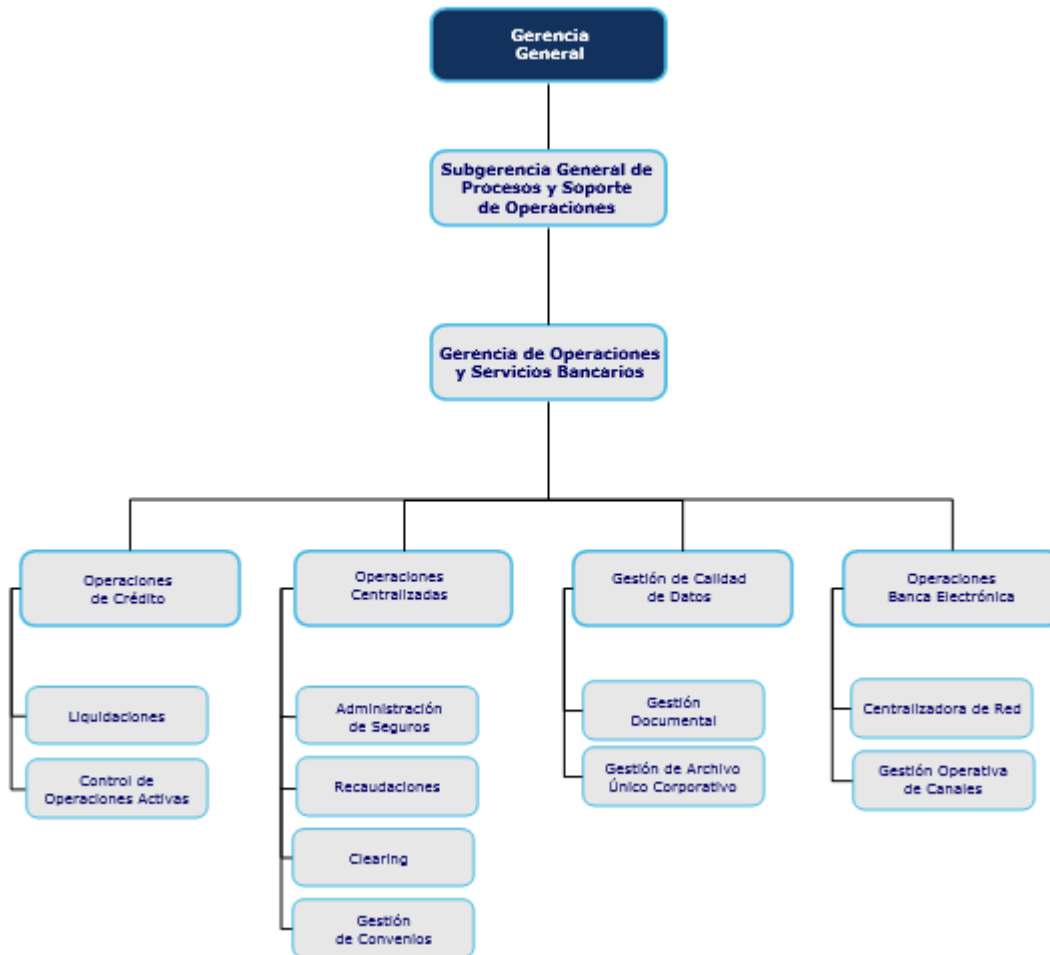 Gerencia
General
Subgerencia General de
Procesos y Soporte
de Operaciones
Gerencia de Operaciones
y Servicios Bancarios
Operaciones
de Crédito
Liquidaciones
Control de
Operaciones Activas
Operaciones
Centralizadas
Administración
de Seguros
Recaudaciones
Clearing
Gestión
de Convenios
Gestión de Calidad
de Datos
Gestión
Documental
Gestión de Archivo
Único Corporativo
Operaciones
Banca Electrónica
Centralizadora de Red
Gestión Operativa
de Canales